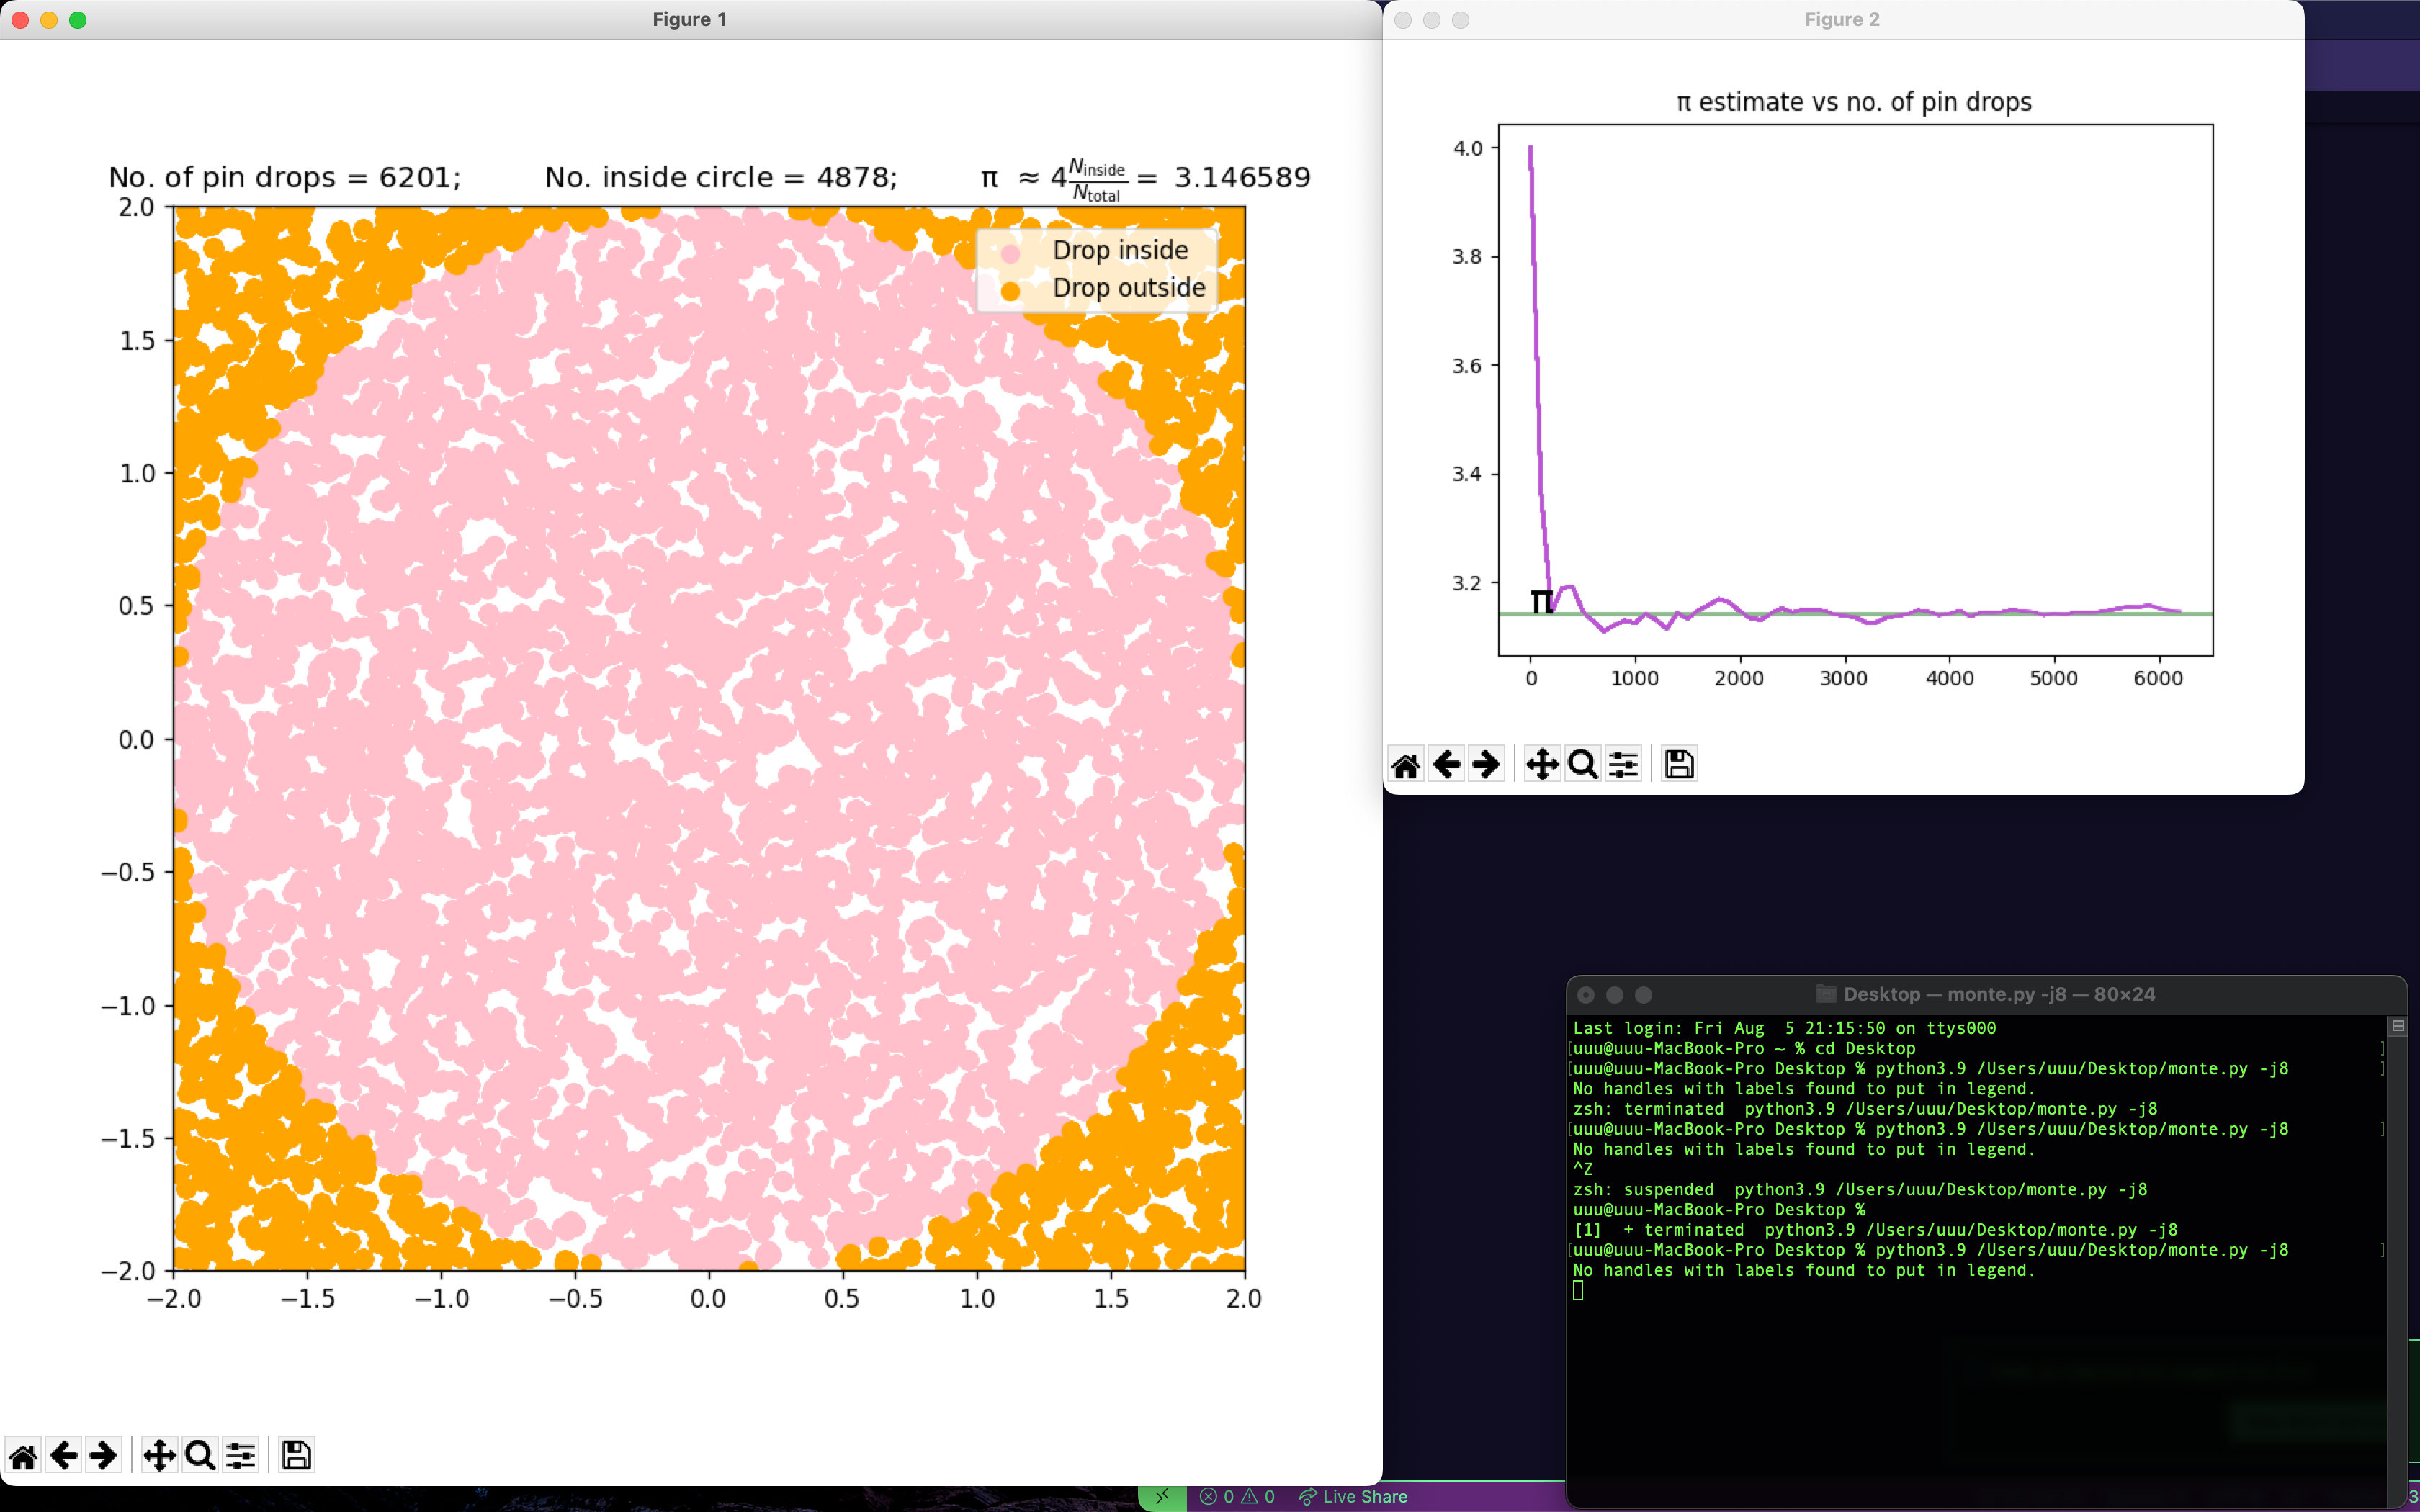 Figure 1
No. of pin drops = 6201; No. inside circle = 4878; π ≈ 4 N_inside / N_total = 3.146589
Drop inside
Drop outside
2.0
1.5
1.0
0.5
0.0
−0.5
−1.0
−1.5
−2.0
−2.0 −1.5 −1.0 −0.5 0.0 0.5 1.0 1.5 2.0
Figure 2
π estimate vs no. of pin drops
4.0
3.8
3.6
3.4
3.2
π
0 1000 2000 3000 4000 5000 6000
Desktop — monte.py -j8 — 80×24
Last login: Fri Aug  5 21:15:50 on ttys000
[uuu@uuu-MacBook-Pro ~ % cd Desktop ]
[uuu@uuu-MacBook-Pro Desktop % python3.9 /Users/uuu/Desktop/monte.py -j8 ]
No handles with labels found to put in legend.
zsh: terminated  python3.9 /Users/uuu/Desktop/monte.py -j8
[uuu@uuu-MacBook-Pro Desktop % python3.9 /Users/uuu/Desktop/monte.py -j8 ]
No handles with labels found to put in legend.
^Z
zsh: suspended  python3.9 /Users/uuu/Desktop/monte.py -j8
uuu@uuu-MacBook-Pro Desktop %
[1]  + terminated  python3.9 /Users/uuu/Desktop/monte.py -j8
[uuu@uuu-MacBook-Pro Desktop % python3.9 /Users/uuu/Desktop/monte.py -j8 ]
No handles with labels found to put in legend.
0 0 Live Share
3